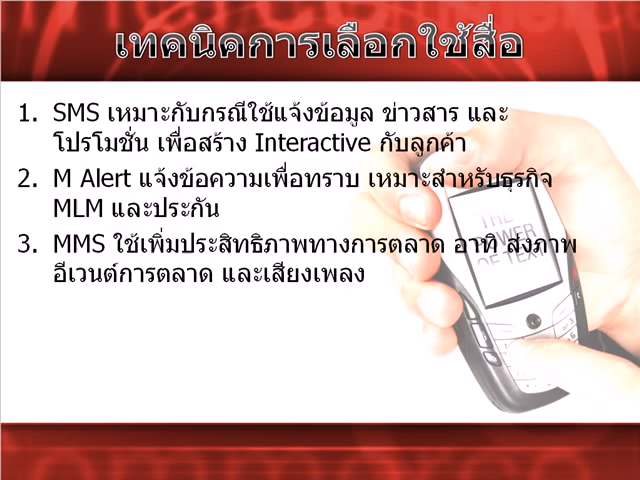 เทคนิคการเลือกใช้สื่อ
1. SMS เหมาะกับกรณีใช้แจ้งข้อมูล ข่าวสาร และ
โปรโมชั่น เพื่อสร้าง Interactive กับลูกค้า
2. M Alert แจ้งข้อความเพื่อทราบ เหมาะสำหรับธุรกิจ
MLM และประกัน
3. MMS ใช้เพิ่มประสิทธิภาพทางการตลาด อาทิ ส่งภาพ
อีเวนต์การตลาด และเสียงเพลง
THE
POWER
OF TEXT